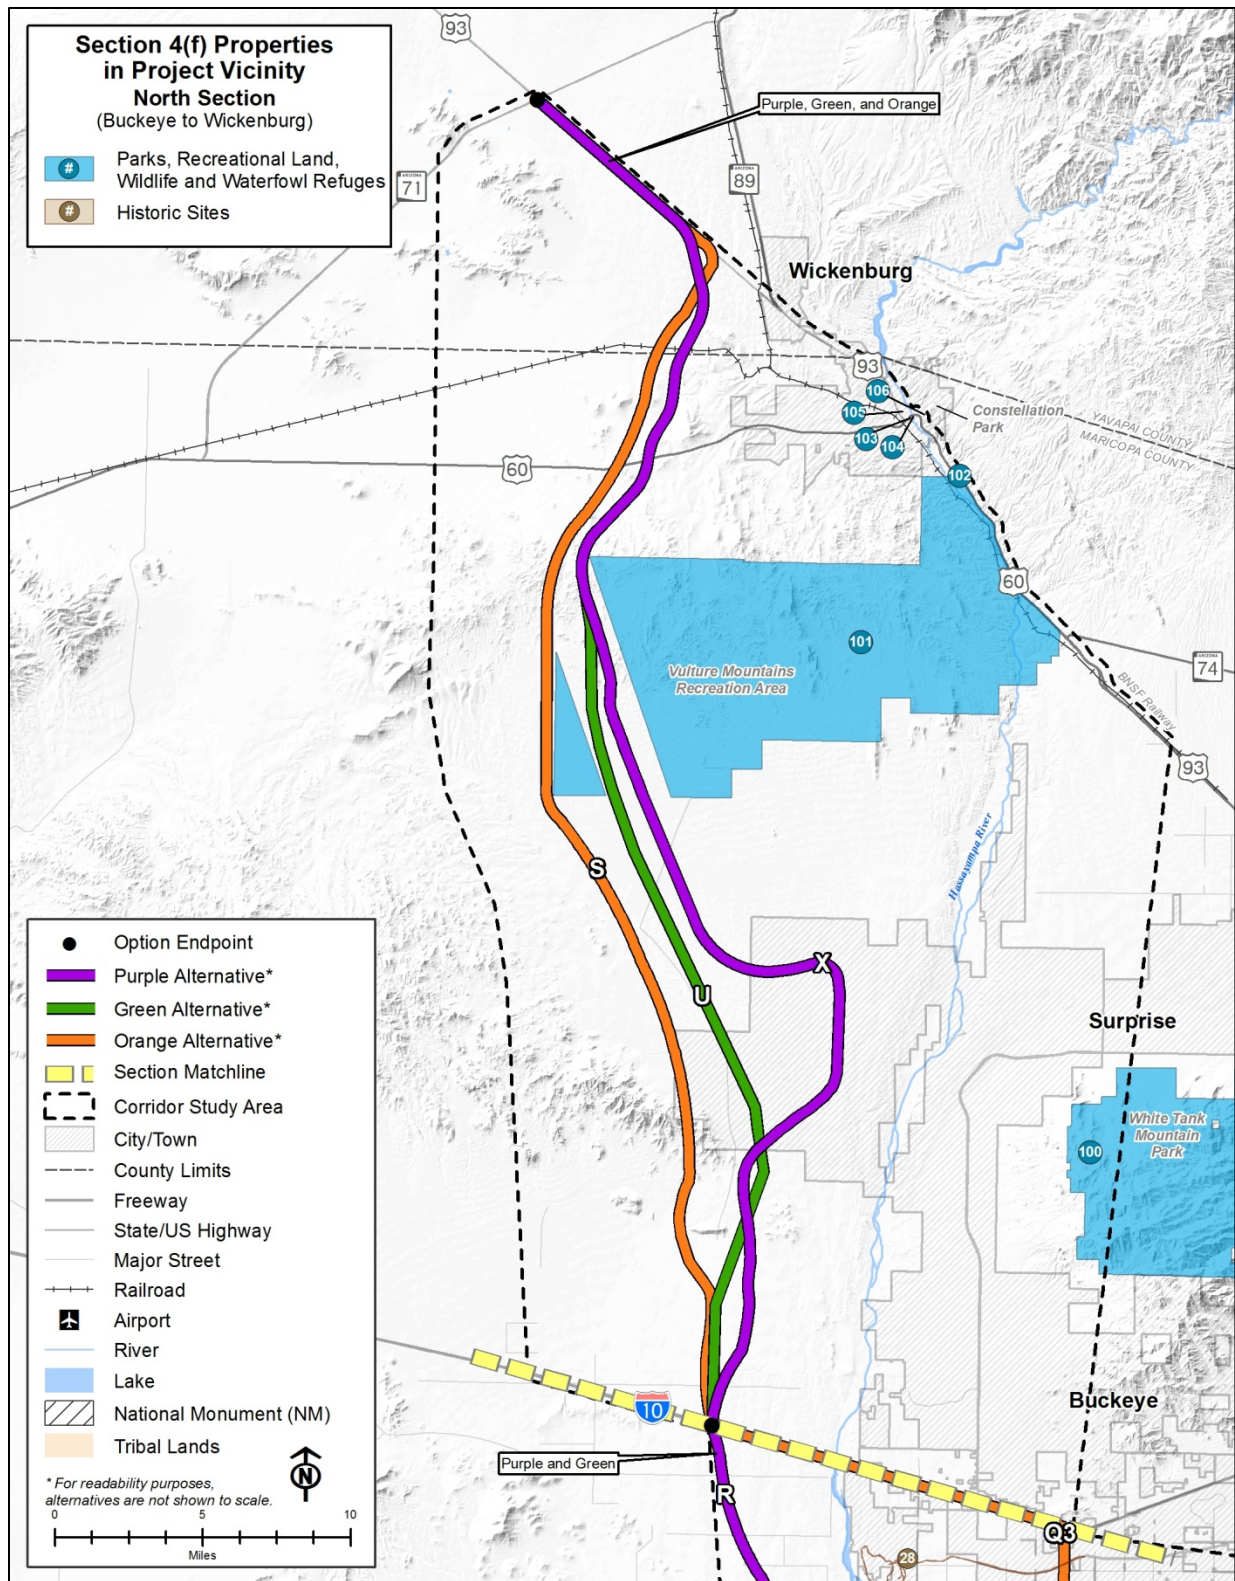 Section 4(f) Properties
in Project Vicinity
North Section
(Buckeye to Wickenburg)
#
Parks, Recreational Land,
Wildlife and Waterfowl Refuges
#
Historic Sites
93
Purple, Green, and Orange
ARIZONA
71
ARIZONA
89
Wickenburg
93
106
105
103
104
Constellation
Park
YAVAPAI COUNTY
MARICOPA COUNTY
60
102
60
101
Vulture Mountains
Recreation Area
ARIZONA
74
BNSF Railway
93
Hassayampa River
S
X
U
Surprise
White Tank
Mountain
Park
100
Buckeye
10
Purple and Green
R
Q3
28
Option Endpoint
Purple Alternative*
Green Alternative*
Orange Alternative*
Section Matchline
Corridor Study Area
City/Town
County Limits
Freeway
State/US Highway
Major Street
Railroad
Airport
River
Lake
National Monument (NM)
Tribal Lands
* For readability purposes,
alternatives are not shown to scale.
N
0 5 10
Miles